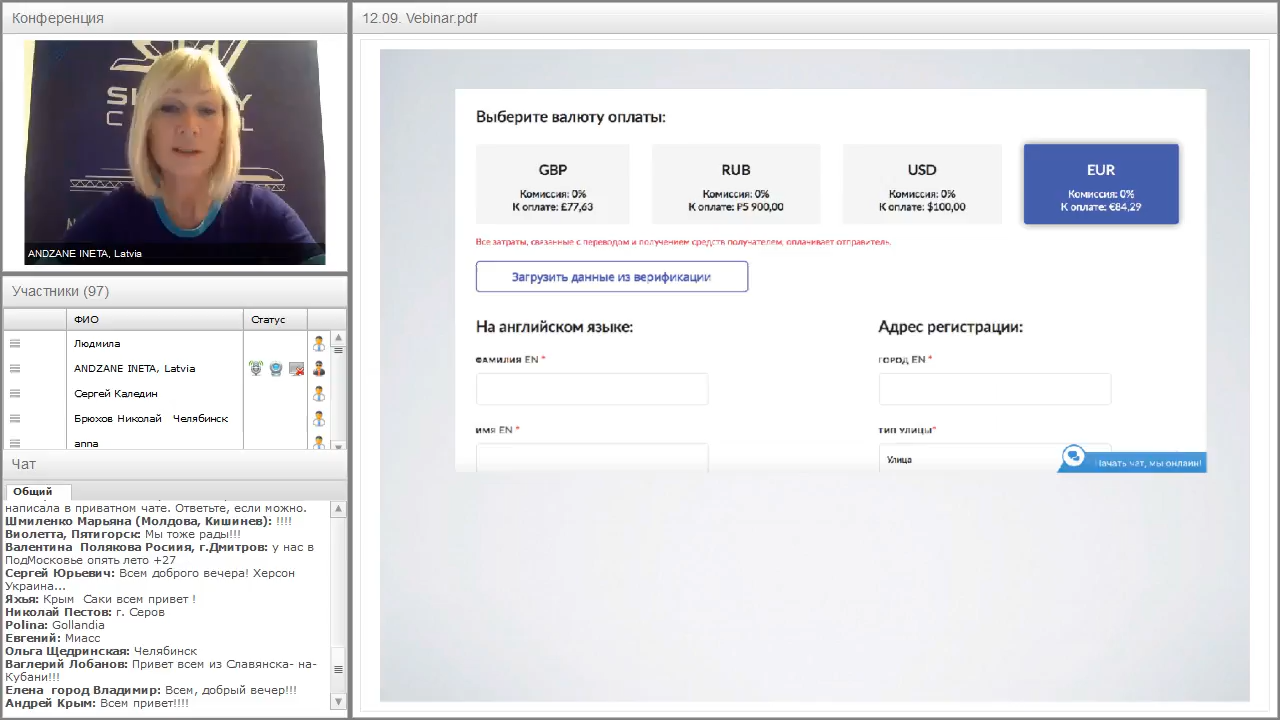 Конференция
ANDZANE INETA, Latvia
Участники (97)
ФИО
Статус
Людмила
ANDZANE INETA, Latvia
Сергей Каледин
Брюхов Николай Челябинск
anna
Чат
Общий
написала в приватном чате. Ответьте, если можно.
Шмиленко Марьяна (Молдова, Кишинев): !!!!
Виолетта, Пятигорск: Мы тоже рады!!!
Валентина Полякова Росиия, г.Дмитров: у нас в
ПодМосковье опять лето +27
Сергей Юрьевич: Всем доброго вечера! Херсон
Украина...
Яхья: Крым Саки всем привет !
Николай Пестов: г. Серов
Polina: Gollandia
Евгений: Миасс
Ольга Щедринская: Челябинск
Ваглерий Лобанов: Привет всем из Славянска- на-
Кубани!!!
Елена город Владимир: Всем, добрый вечер!!!
Андрей Крым: Всем привет!!!!
12.09. Vebinar.pdf
Выберите валюту оплаты:
GBP
Комиссия: 0%
К оплате: £77,63
RUB
Комиссия: 0%
К оплате: ₽5 900,00
USD
Комиссия: 0%
К оплате: $100,00
EUR
Комиссия: 0%
К оплате: €84,29
Все затраты, связанные с переводом и получением средств получателем, оплачивает отправитель.
Загрузить данные из верификации
На английском языке:
Адрес регистрации:
ФАМИЛИЯ EN *
ГОРОД EN *
ИМЯ EN *
ТИП УЛИЦЫ*
Улица
Начать чат, мы онлайн!